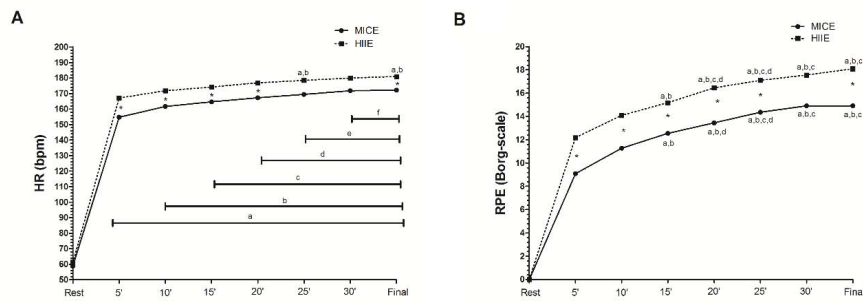 A
MICE
HIIE
HR (bpm)
200
190
180
170
160
150
140
130
120
110
100
90
80
70
60
50
a,b
a,b
*
*
*
*
*
f
e
d
c
b
a
Rest
5'
10'
15'
20'
25'
30'
Final
B
MICE
HIIE
RPE (Borg-scale)
18
16
14
12
10
8
6
4
2
0
a,b
a,b,c,d
a,b,c,d
a,b,c
a,b,c
*
*
*
*
*
*
a,b
a,b,d
a,b,c,d
a,b,c
a,b,c
Rest
5'
10'
15'
20'
25'
30'
Final